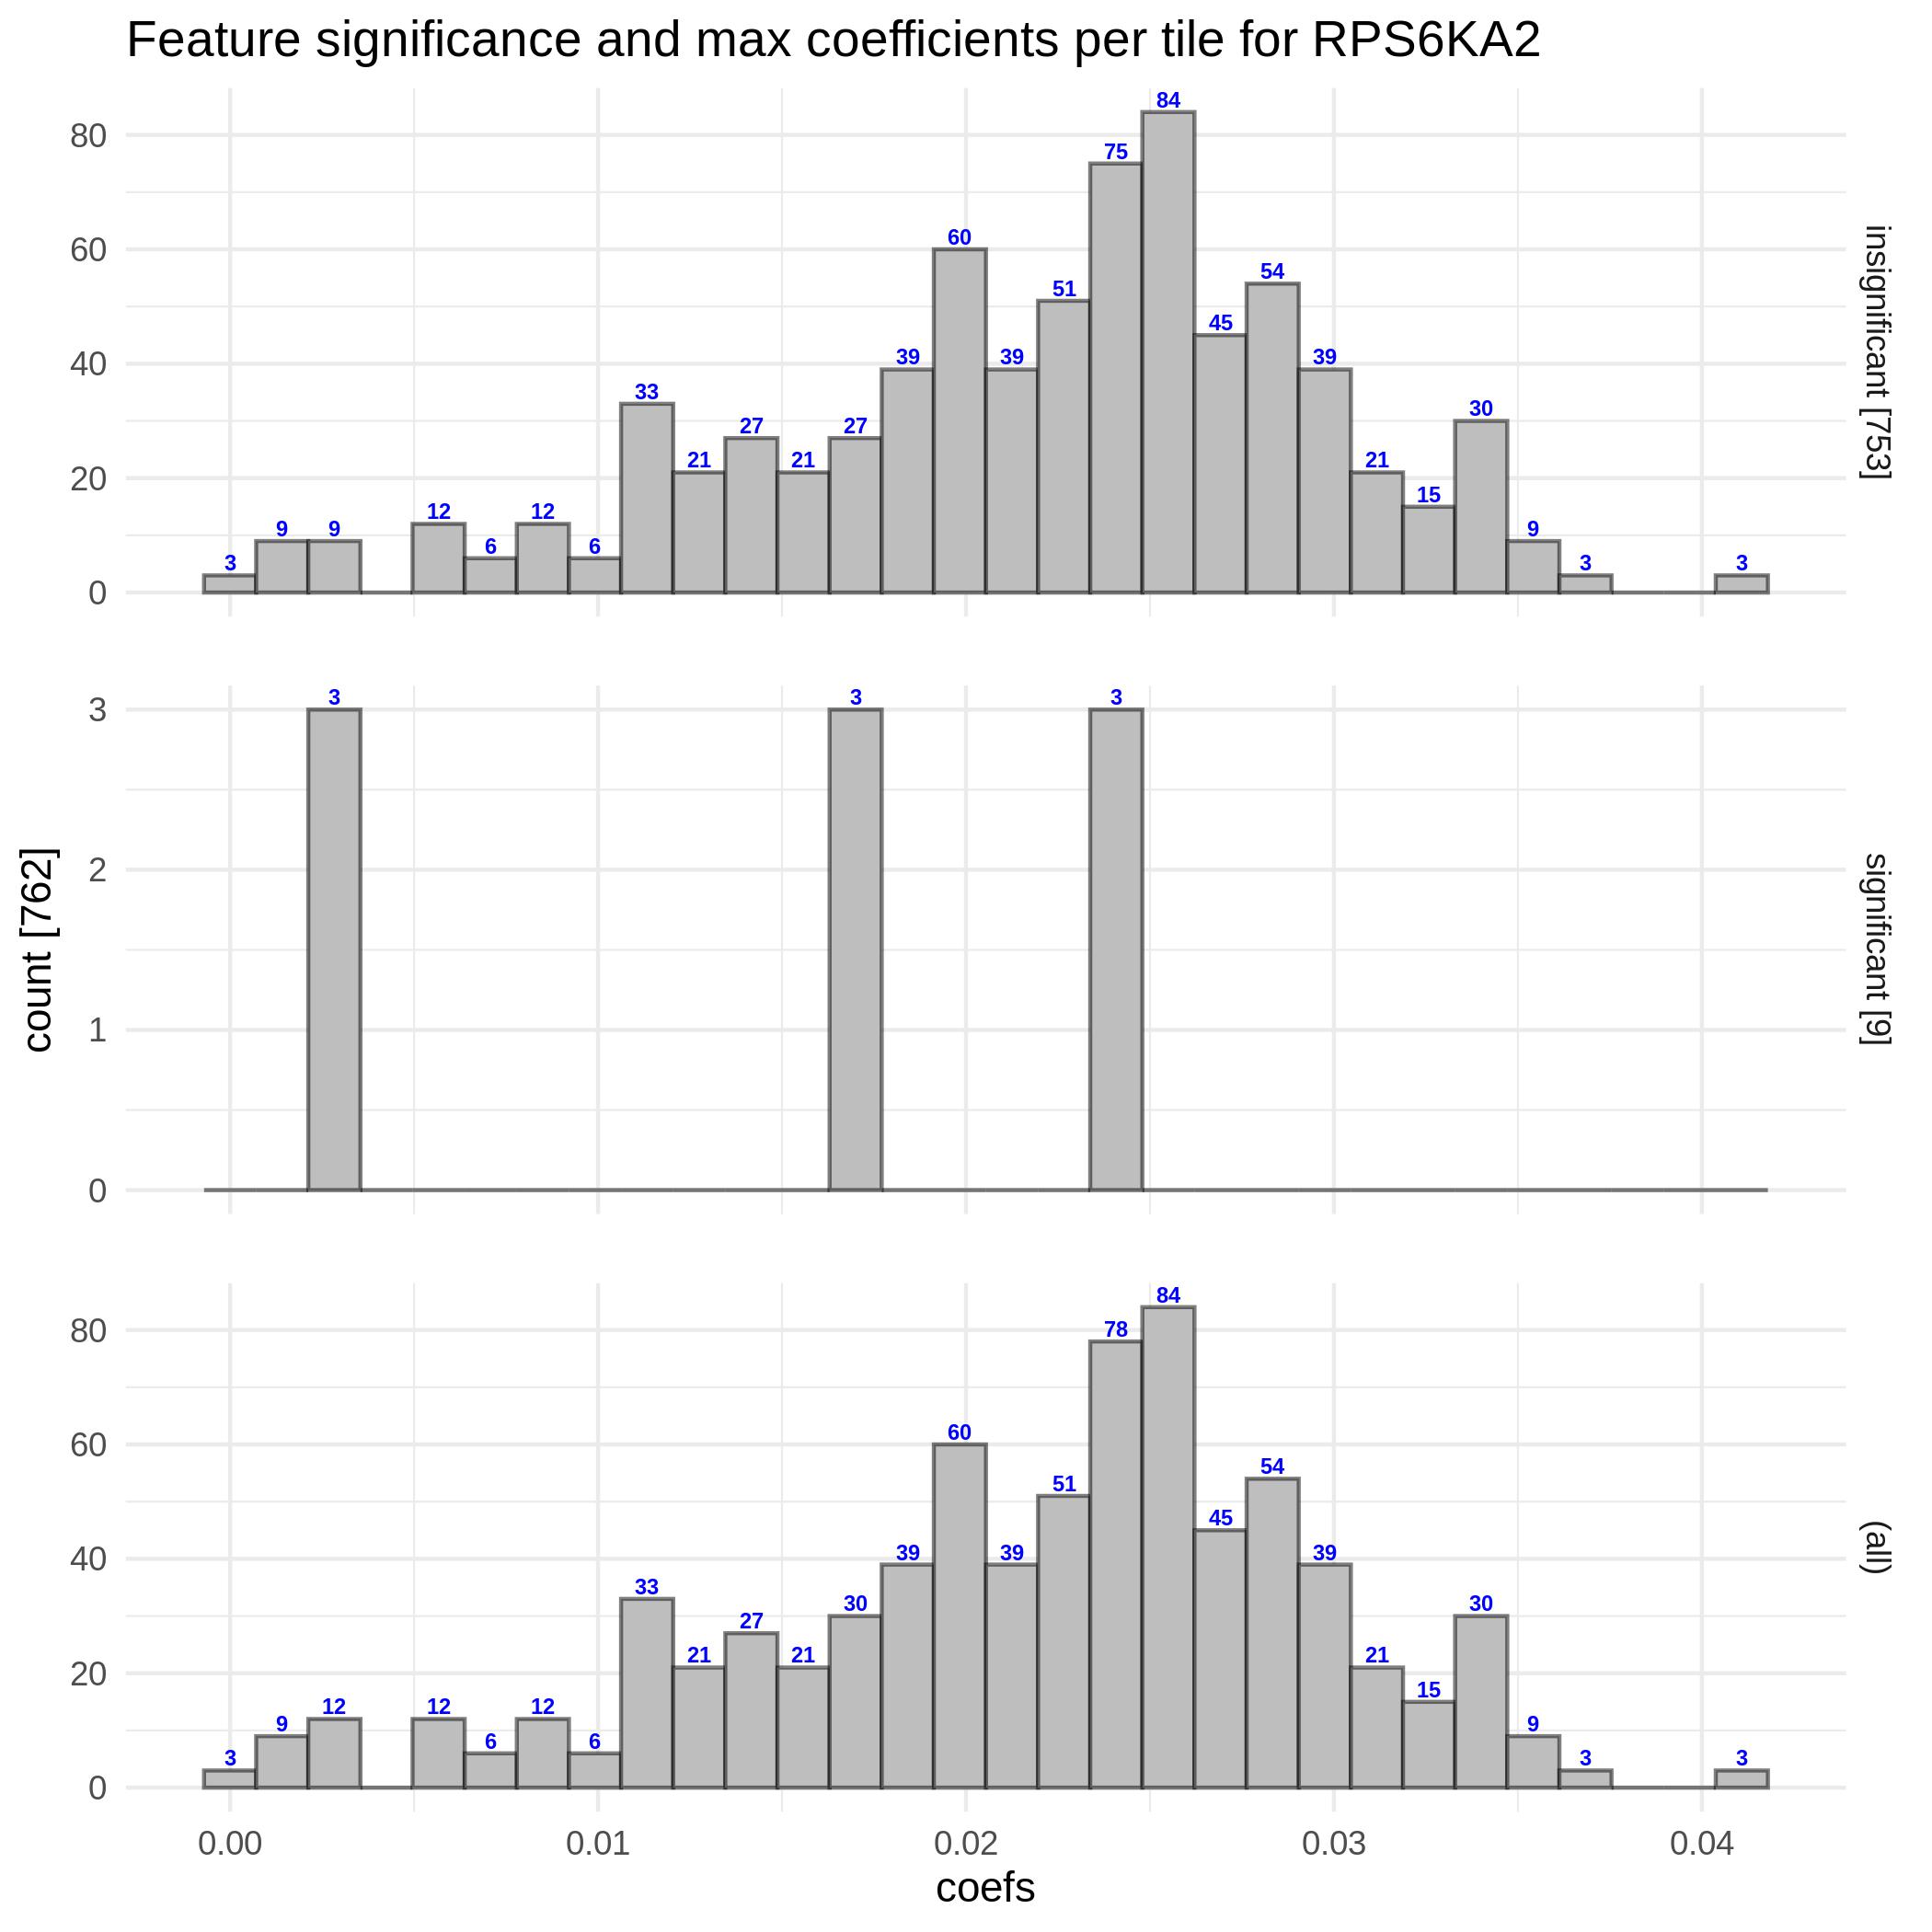 Feature significance and max coefficients per tile for RPS6KA2
80
60
40
20
0
3 9 9 12 6 12 6 33 21 27 21 27 39 60 39 51 75 84 45 54 39 21 15 30 9 3 3
insignificant [753]
count [762]
3
2
1
0
3 3 3
significant [9]
80
60
40
20
0
3 9 12 12 6 12 6 33 21 27 21 30 39 60 39 51 78 84 45 54 39 21 15 30 9 3 3
(all)
0.00 0.01 0.02 0.03 0.04
coefs